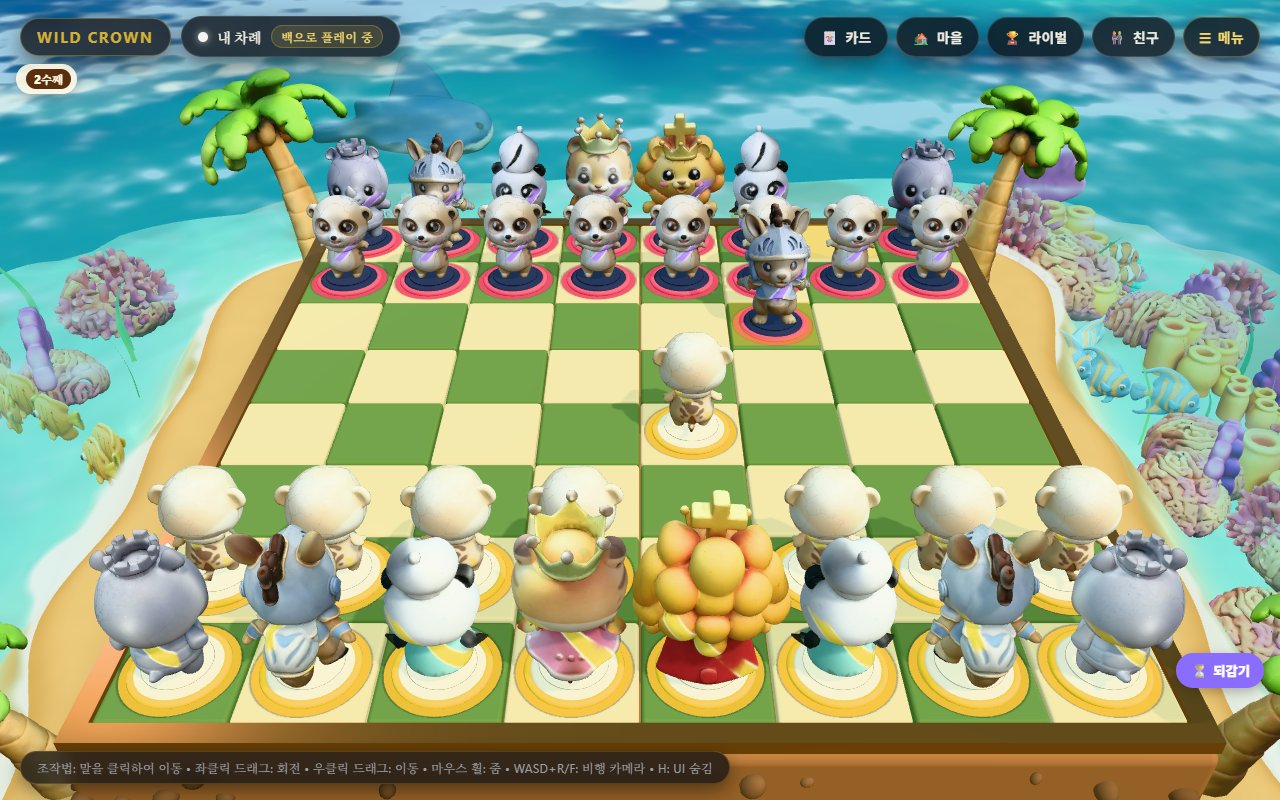 WILD CROWN
내 차례 백으로 플레이 중
카드
마을
라이벌
친구
☰ 메뉴
2수째
되감기
조작법: 말을 클릭하여 이동 • 좌클릭 드래그: 회전 • 우클릭 드래그: 이동 • 마우스 휠: 줌 • WASD+R/F: 비행 카메라 • H: UI 숨김